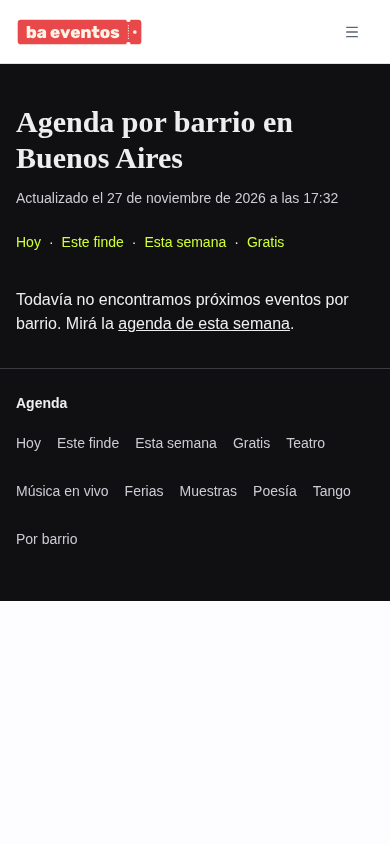 ba eventos
Agenda por barrio en
Buenos Aires
Actualizado el 27 de noviembre de 2026 a las 17:32
Hoy · Este finde · Esta semana · Gratis
Todavía no encontramos próximos eventos por
barrio. Mirá la agenda de esta semana.
Agenda
Hoy Este finde Esta semana Gratis Teatro
Música en vivo Ferias Muestras Poesía Tango
Por barrio